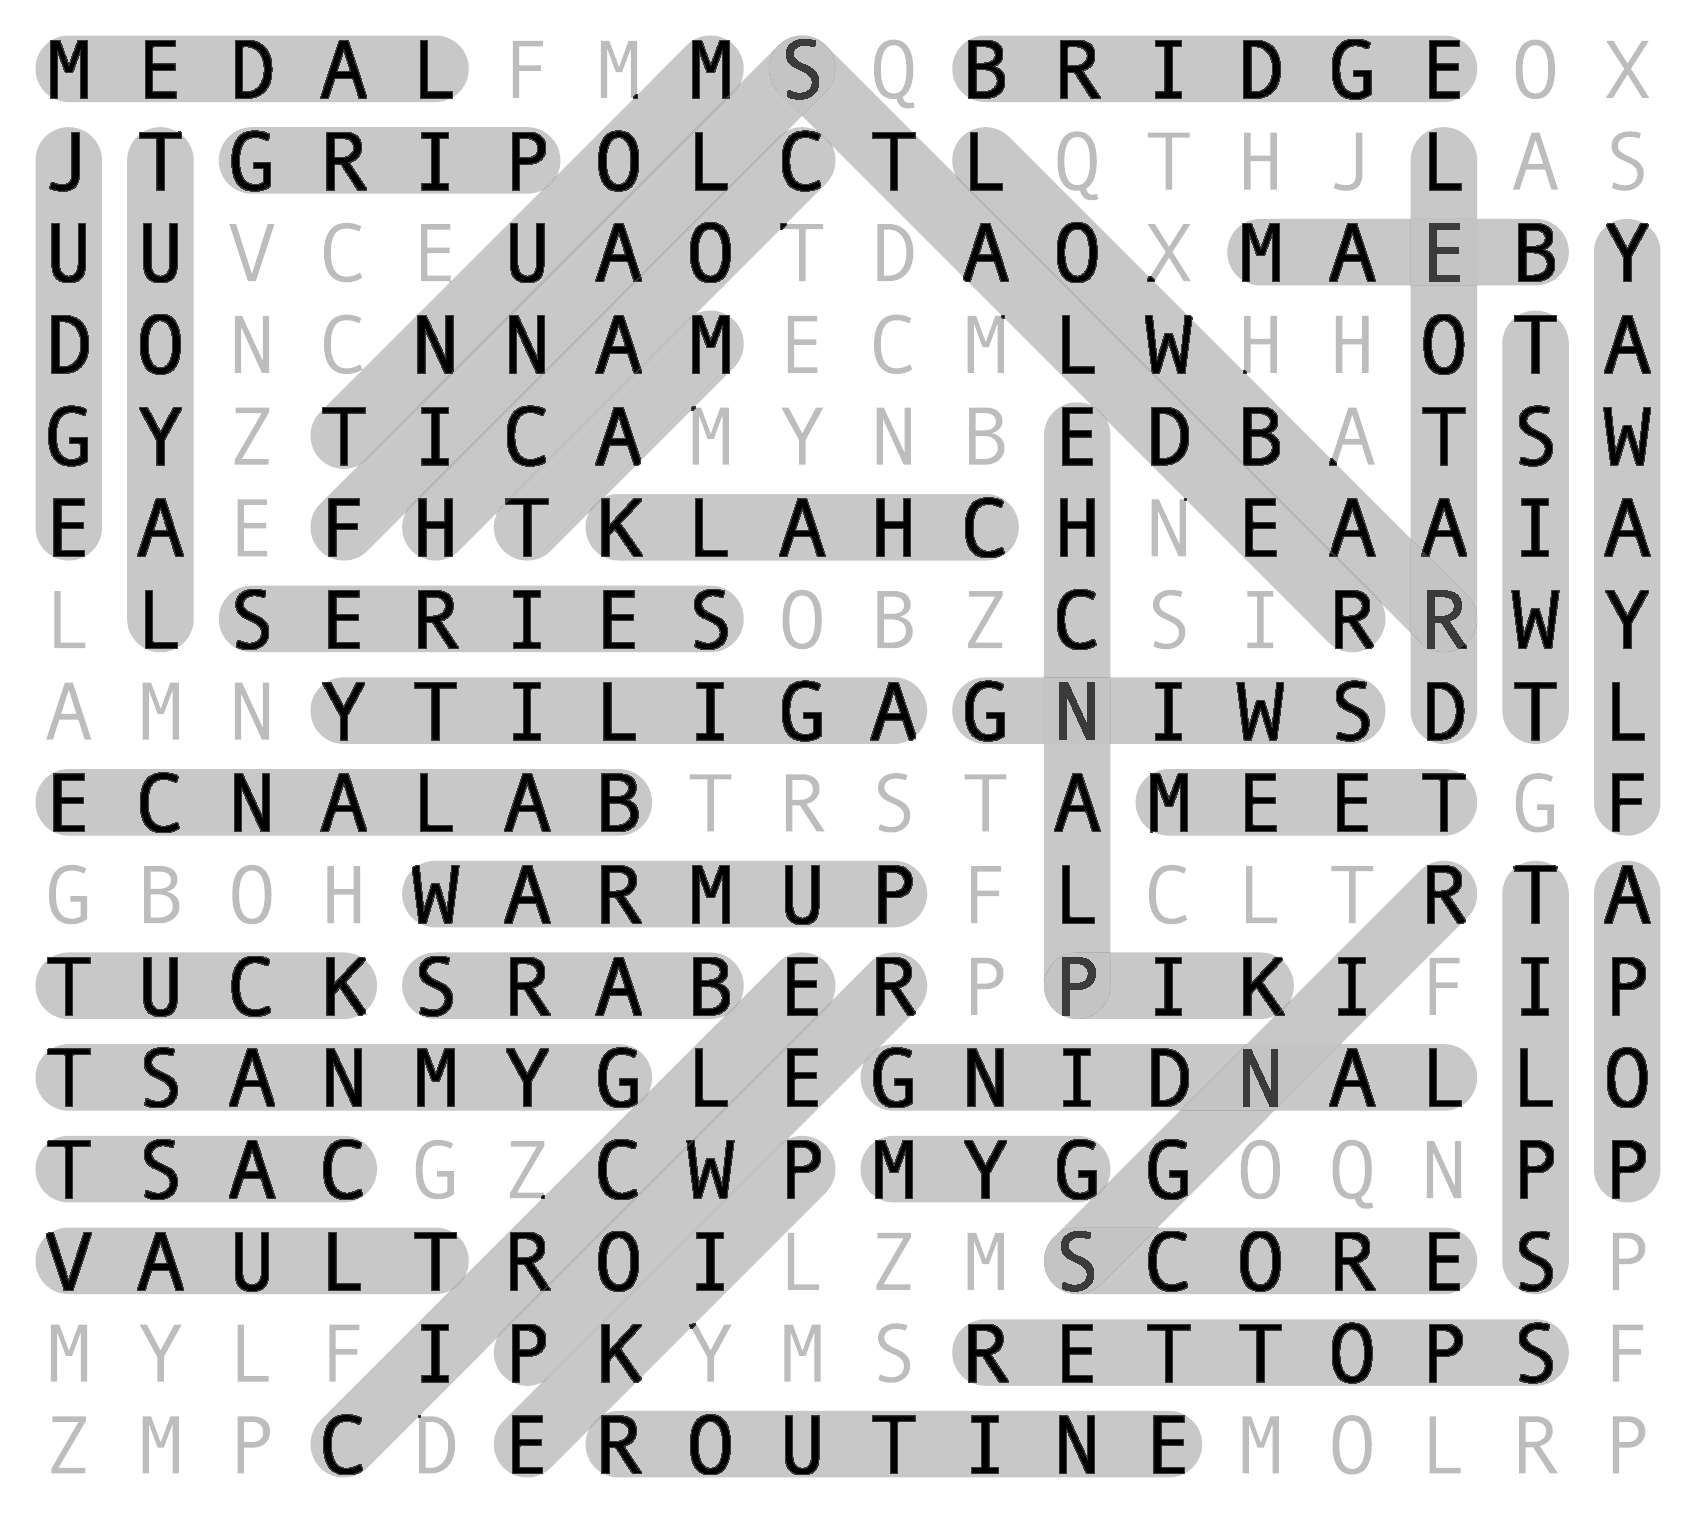 M E D A L F M M S Q B R I D G E O X
J T G R I P O L C T L Q T H J L A S
U U V C E U A O T D A O X M A E B Y
D O N C N N A M E C M L W H H O T A
G Y Z T I C A M Y N B E D B A T S W
E A E F H T K L A H C H N E A A I A
L L S E R I E S O B Z C S I R R W Y
A M N Y T I L I G A G N I W S D T L
E C N A L A B T R S T A M E E T G F
G B O H W A R M U P F L C L T R T A
T U C K S R A B E R P P I K I F I P
T S A N M Y G L E G N I D N A L L O
T S A C G Z C W P M Y G G O Q N P P
V A U L T R O I L Z M S C O R E S P
M Y L F I P K Y M S R E T T O P S F
Z M P C D E R O U T I N E M O L R P